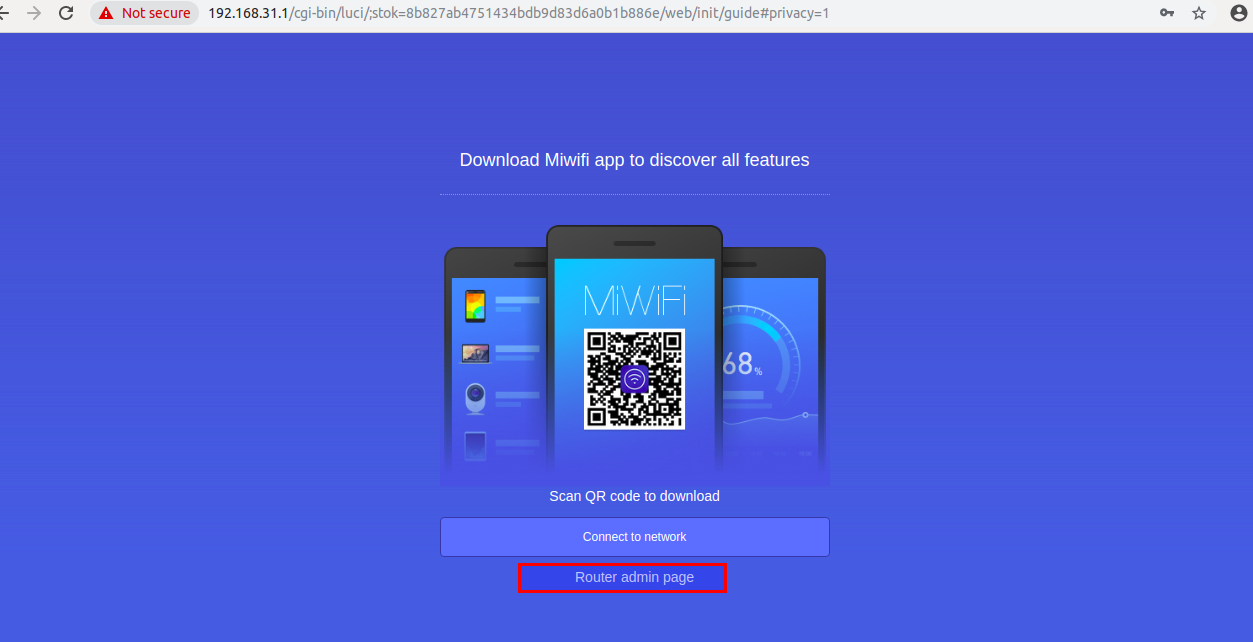 Not secure 192.168.31.1/cgi-bin/luci/;stok=8b827ab4751434bdb9d83d6a0b1b886e/web/init/guide#privacy=1
Download Miwifi app to discover all features
MiWiFi
68%
Scan QR code to download
Connect to network
Router admin page